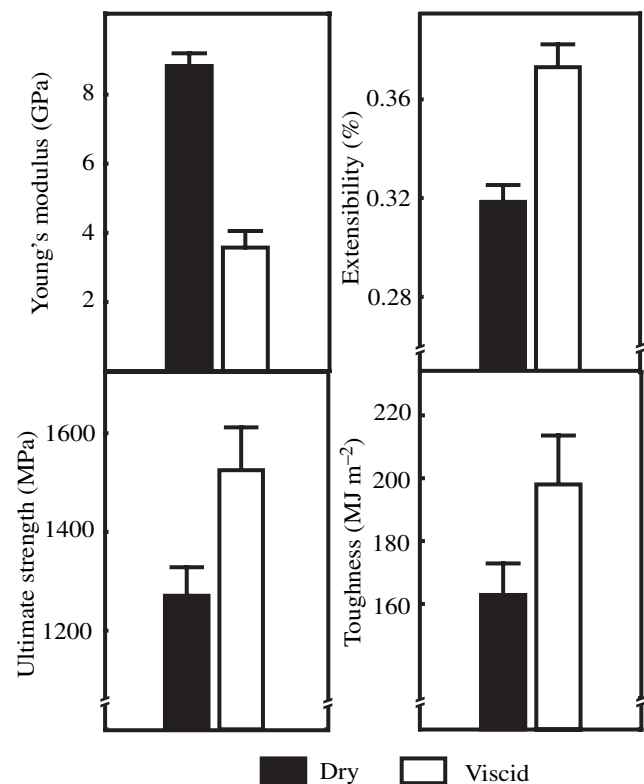 Young's modulus (GPa)
8
6
4
2
Extensibility (%)
0.36
0.32
0.28
Ultimate strength (MPa)
1600
1400
1200
Toughness (MJ m⁻²)
220
200
180
160
Dry
Viscid